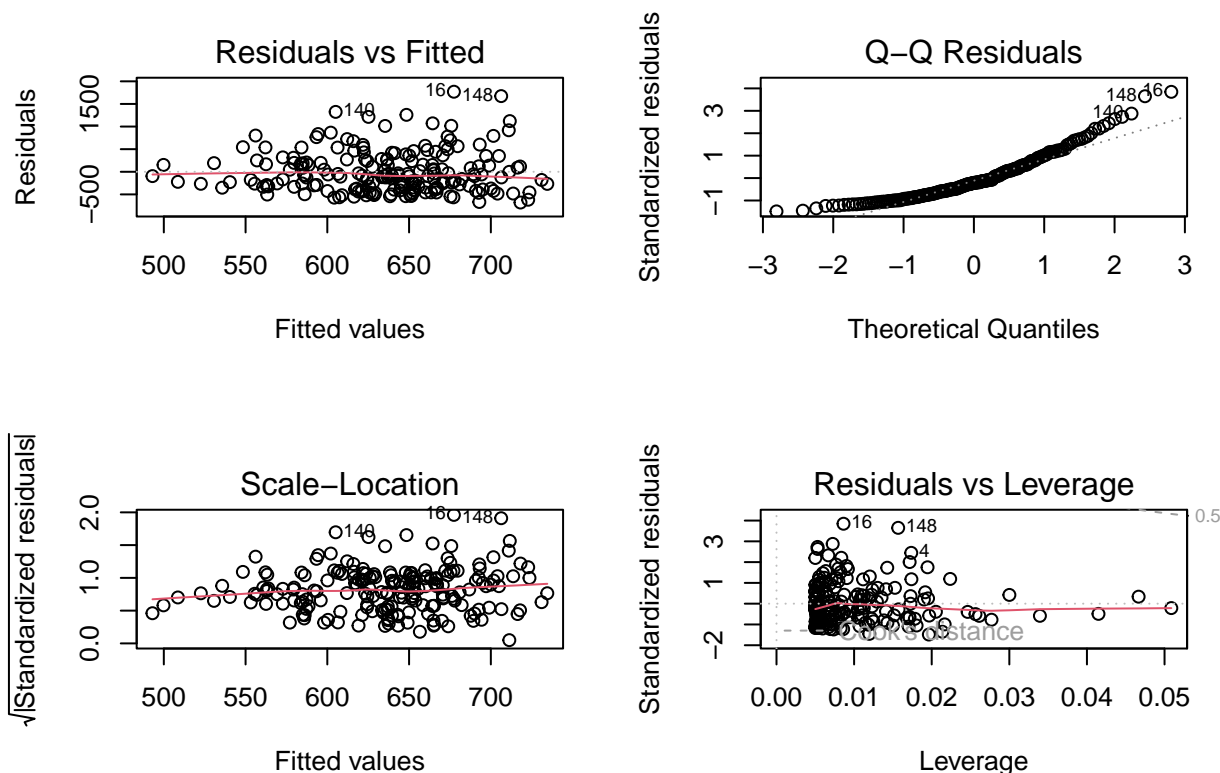 Residuals vs Fitted
Residuals
1500
−500
16
148
140
500 550 600 650 700
Fitted values
Q−Q Residuals
Standardized residuals
3
1
−1
148
16
140
−3 −2 −1 0 1 2 3
Theoretical Quantiles
Scale−Location
√|Standardized residuals|
2.0
1.0
0.0
16
148
140
500 550 600 650 700
Fitted values
Residuals vs Leverage
Standardized residuals
3
1
−2
16
148
4
0.5
Cook's distance
0.00 0.01 0.02 0.03 0.04 0.05
Leverage